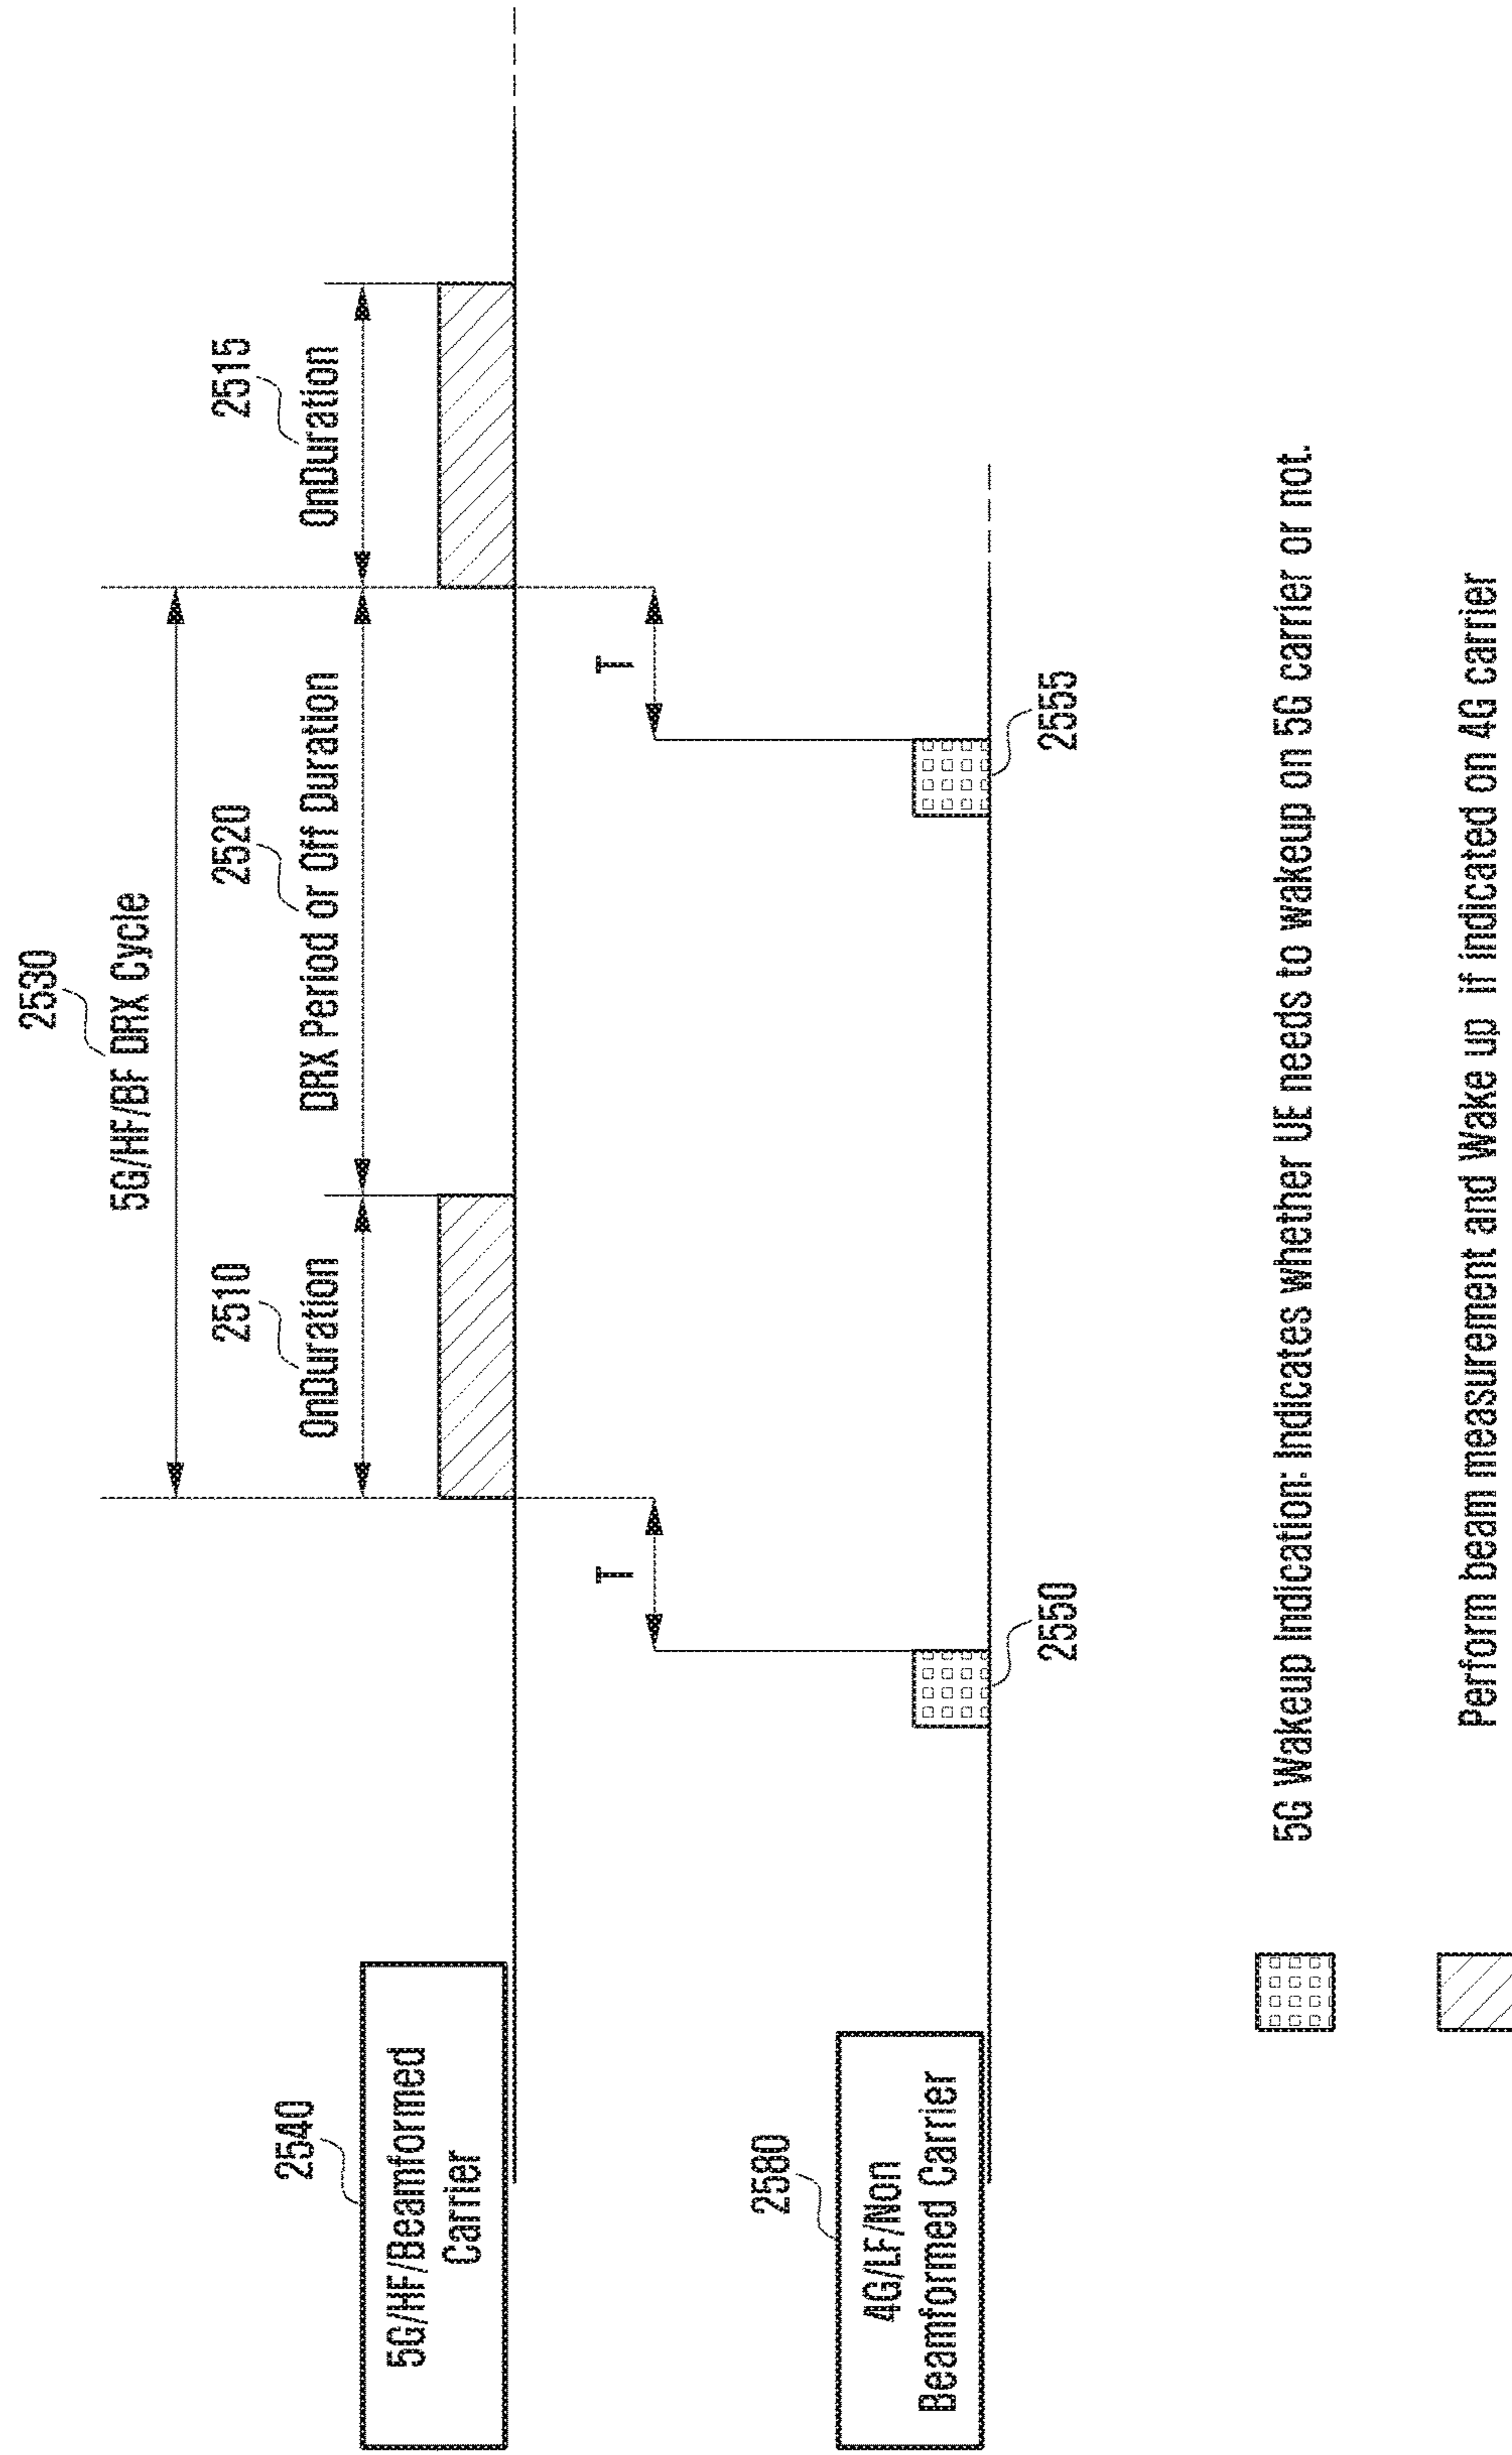 2530
5G/HF/BF DRX Cycle
2510
2520
2515
OnDuration
DRX Period or Off Duration
OnDuration
2540
5G/HF/Beamformed
Carrier
T
T
2580
4G/LF/Non
Beamformed Carrier
2550
2555
5G Wakeup Indication: Indicates whether UE needs to wakeup on 5G carrier or not.
Perform beam measurement and Wake up if indicated on 4G carrier